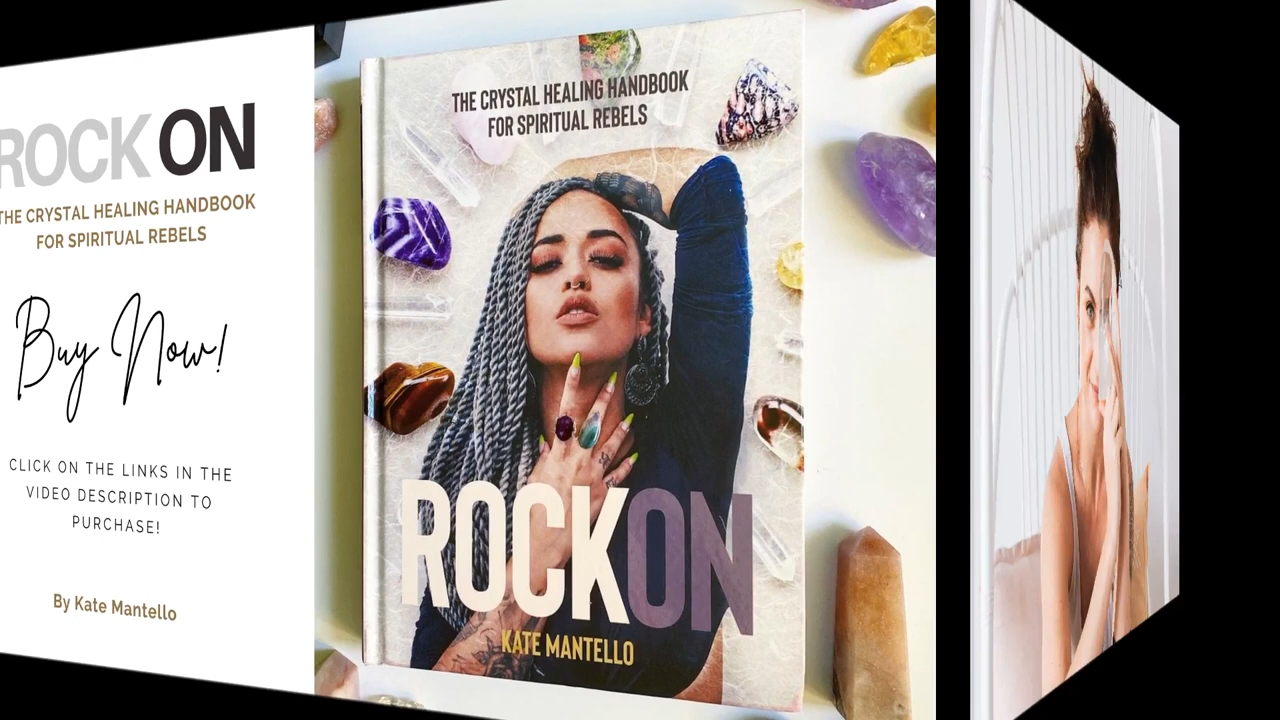 ROCK ON
THE CRYSTAL HEALING HANDBOOK
FOR SPIRITUAL REBELS
Buy Now!
CLICK ON THE LINKS IN THE
VIDEO DESCRIPTION TO
PURCHASE!
By Kate Mantello
THE CRYSTAL HEALING HANDBOOK
FOR SPIRITUAL REBELS
ROCKON
KATE MANTELLO